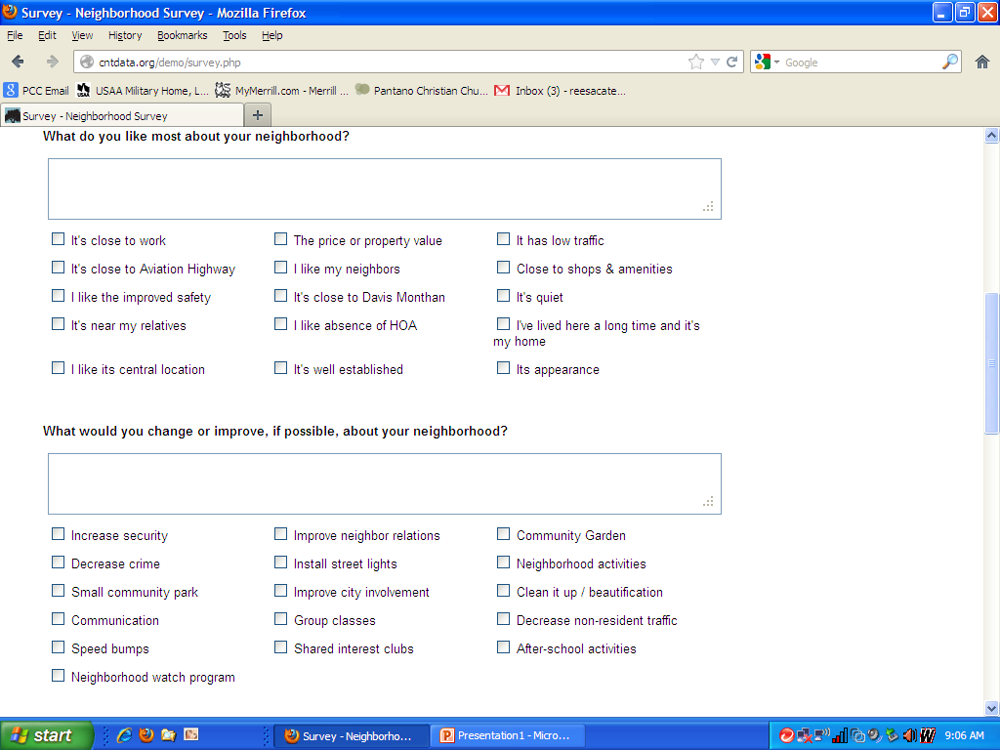 Survey - Neighborhood Survey - Mozilla Firefox
File Edit View History Bookmarks Tools Help
cntdata.org/demo/survey.php Google
PCC Email USAA Military Home, L... MyMerrill.com - Merrill ... Pantano Christian Chu... Inbox (3) - reesacate...
Survey - Neighborhood Survey +
What do you like most about your neighborhood?
It's close to work The price or property value It has low traffic
It's close to Aviation Highway I like my neighbors Close to shops & amenities
I like the improved safety It's close to Davis Monthan It's quiet
It's near my relatives I like absence of HOA I've lived here a long time and it's
my home
I like its central location It's well established Its appearance
What would you change or improve, if possible, about your neighborhood?
Increase security Improve neighbor relations Community Garden
Decrease crime Install street lights Neighborhood activities
Small community park Improve city involvement Clean it up / beautification
Communication Group classes Decrease non-resident traffic
Speed bumps Shared interest clubs After-school activities
Neighborhood watch program
start Survey - Neighborho... Presentation1 - Micro... 9:06 AM